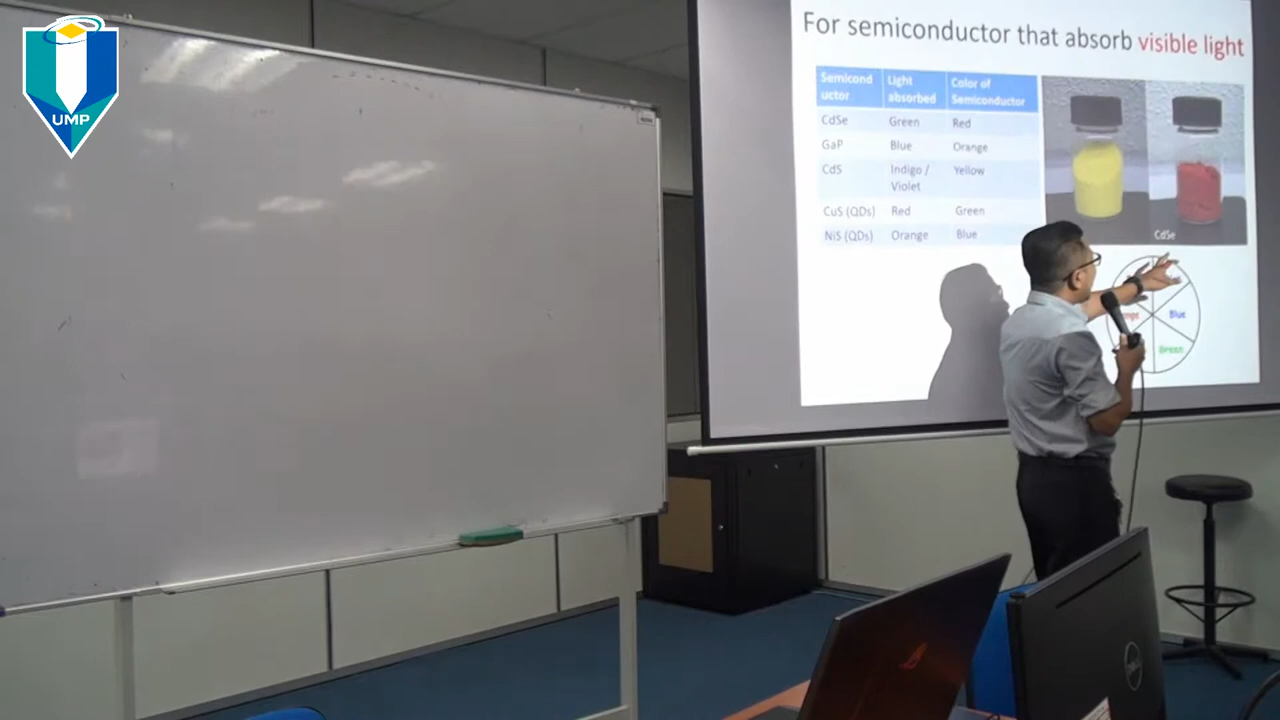 UMP
For semiconductor that absorb visible light
Semicond
uctor
Light
absorbed
Color of
Semiconductor
CdSe
Green
Red
GaP
Blue
Orange
CdS
Indigo /
Violet
Yellow
CuS (QDs)
Red
Green
NiS (QDs)
Orange
Blue
CdSe
Blue
Green
DELL